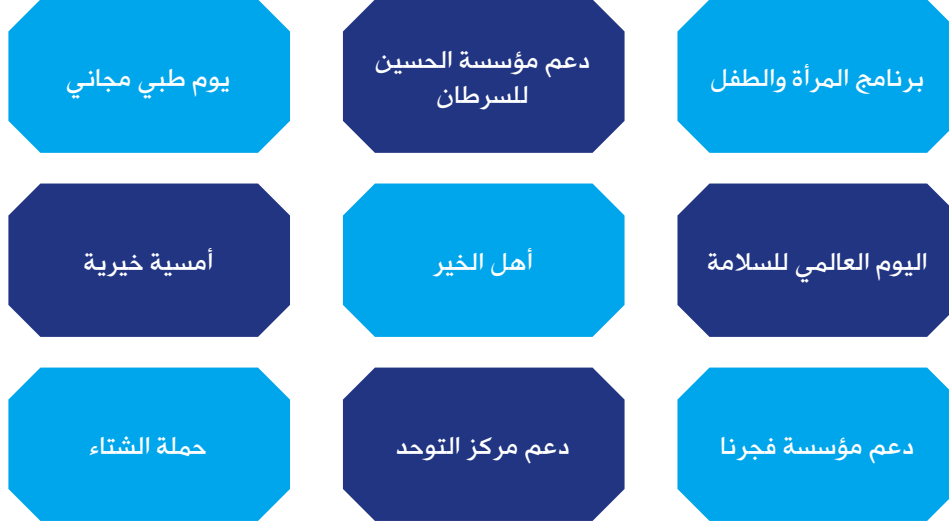 برنامج المرأة والطفل
دعم مؤسسة الحسين
للسرطان
يوم طبي مجاني
اليوم العالمي للسلامة
أهل الخير
أمسية خيرية
دعم مؤسسة فجرنا
دعم مركز التوحد
حملة الشتاء